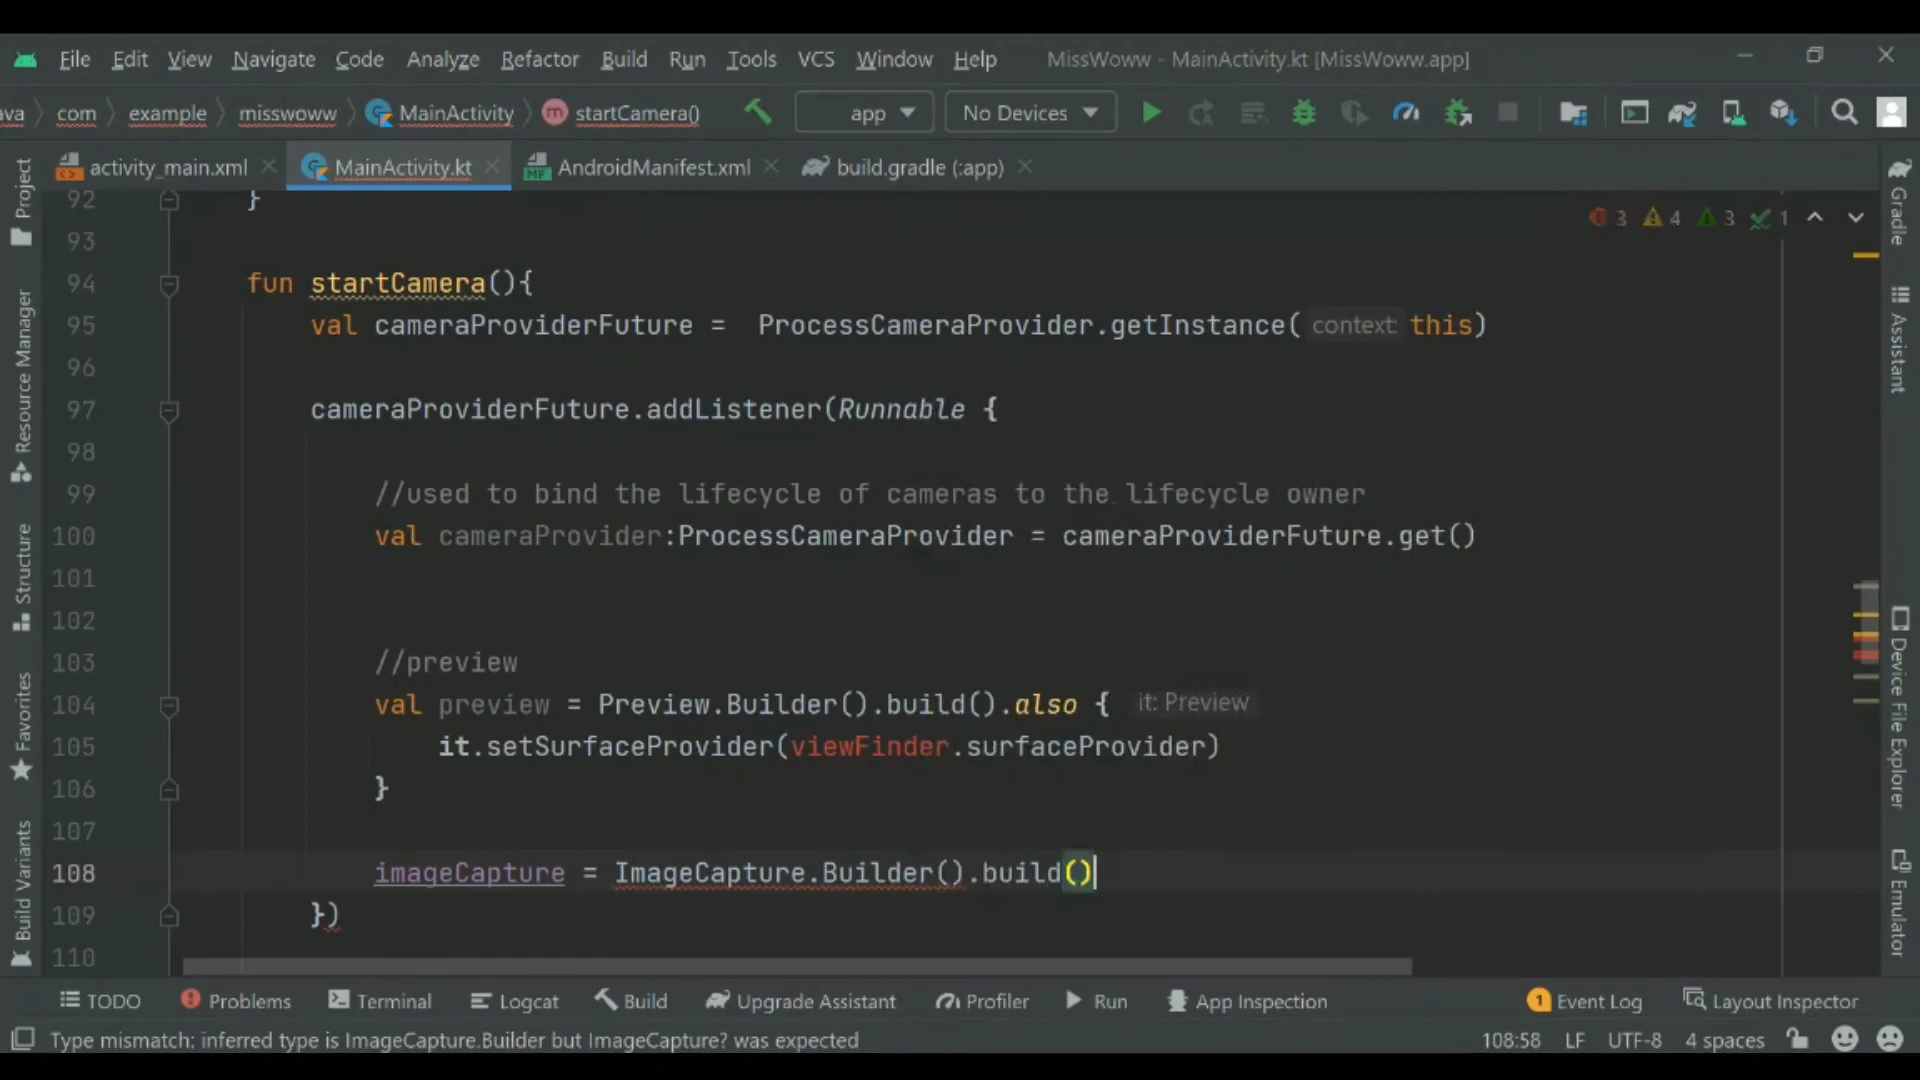 File Edit View Navigate Code Analyze Refactor Build Run Tools VCS Window Help MissWoww - MainActivity.kt [MissWoww.app]
ava com example misswoww MainActivity startCamera() app No Devices
activity_main.xml MainActivity.kt AndroidManifest.xml build.gradle (:app)
3 4 3 1
92 }
93
94 fun startCamera(){
95 val cameraProviderFuture = ProcessCameraProvider.getInstance( context: this)
96
97 cameraProviderFuture.addListener(Runnable {
98
99 //used to bind the lifecycle of cameras to the lifecycle owner
100 val cameraProvider:ProcessCameraProvider = cameraProviderFuture.get()
101
102
103 //preview
104 val preview = Preview.Builder().build().also { it: Preview
105 it.setSurfaceProvider(viewFinder.surfaceProvider)
106 }
107
108 imageCapture = ImageCapture.Builder().build()
109 })
110
Project
Resource Manager
Structure
Favorites
Build Variants
Gradle
Assistant
Device File Explorer
Emulator
TODO Problems Terminal Logcat Build Upgrade Assistant Profiler Run App Inspection 1 Event Log Layout Inspector
Type mismatch: inferred type is ImageCapture.Builder but ImageCapture? was expected 108:58 LF UTF-8 4 spaces